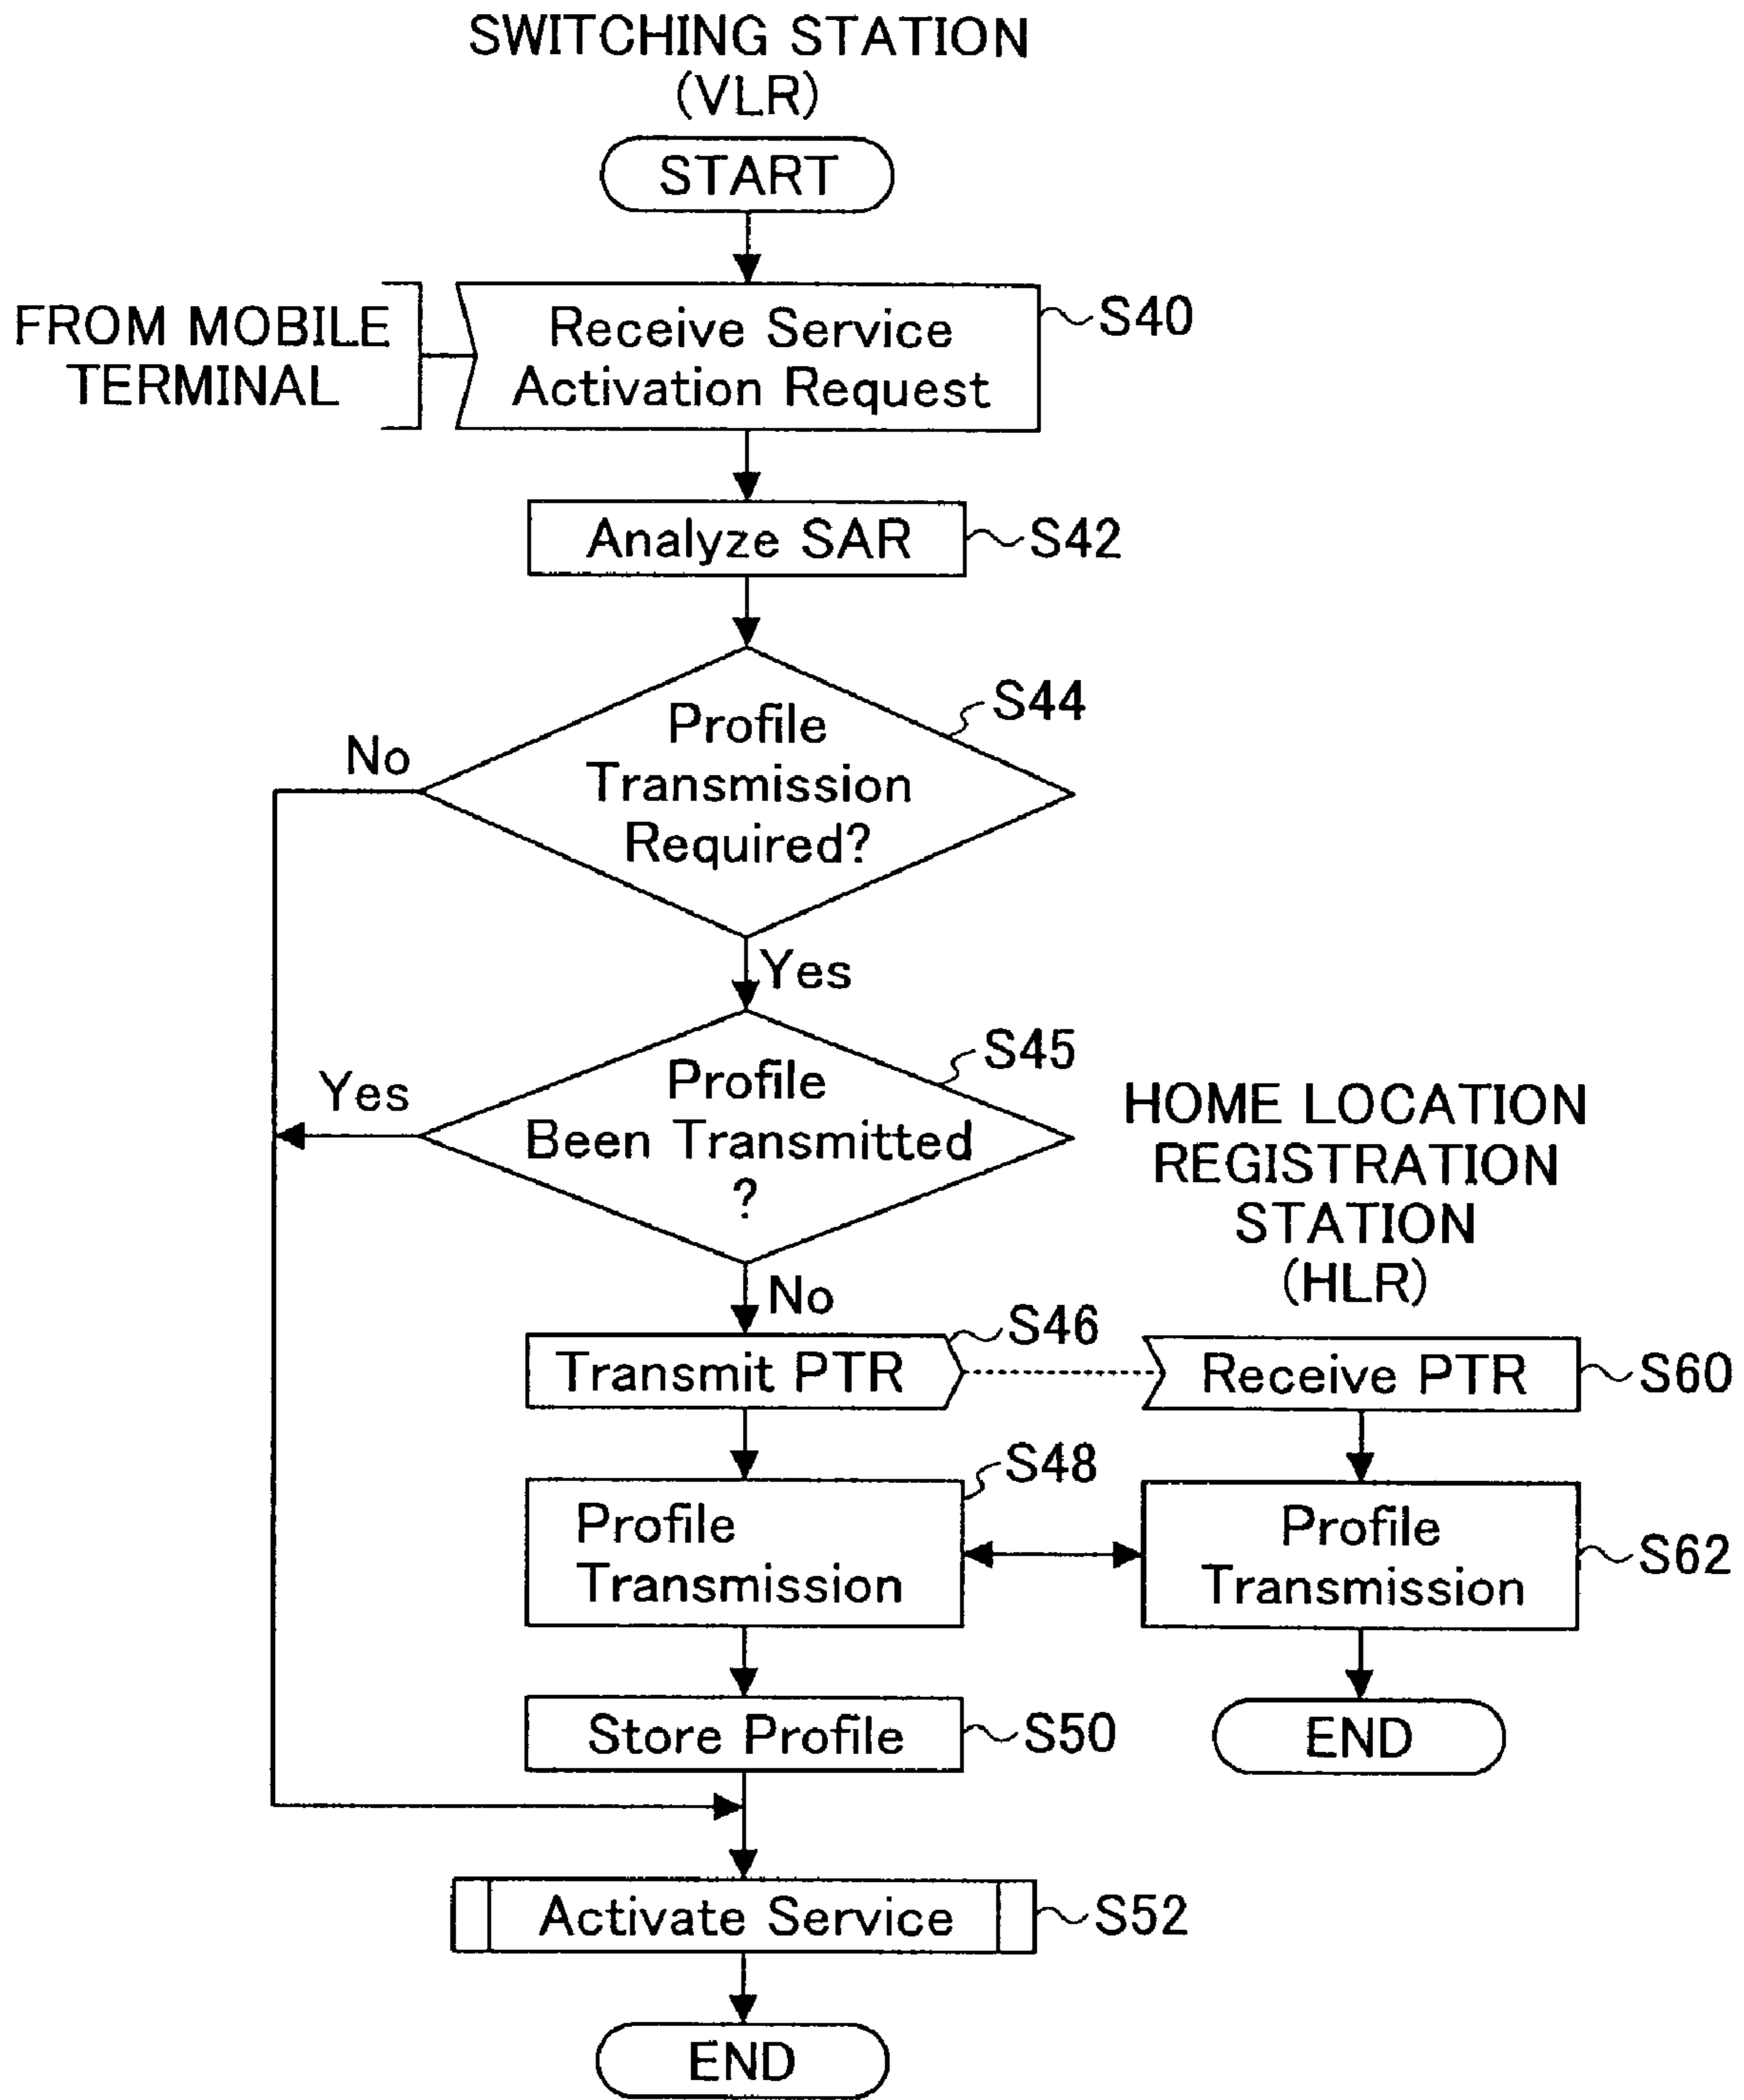 SWITCHING STATION
(VLR)
START
FROM MOBILE
TERMINAL
Receive Service
Activation Request
S40
Analyze SAR
S42
Profile
Transmission
Required?
S44
No
Yes
Profile
Been Transmitted
?
S45
Yes
No
HOME LOCATION
REGISTRATION
STATION
(HLR)
Transmit PTR
S46
Receive PTR
S60
Profile
Transmission
S48
Profile
Transmission
S62
Store Profile
S50
END
Activate Service
S52
END